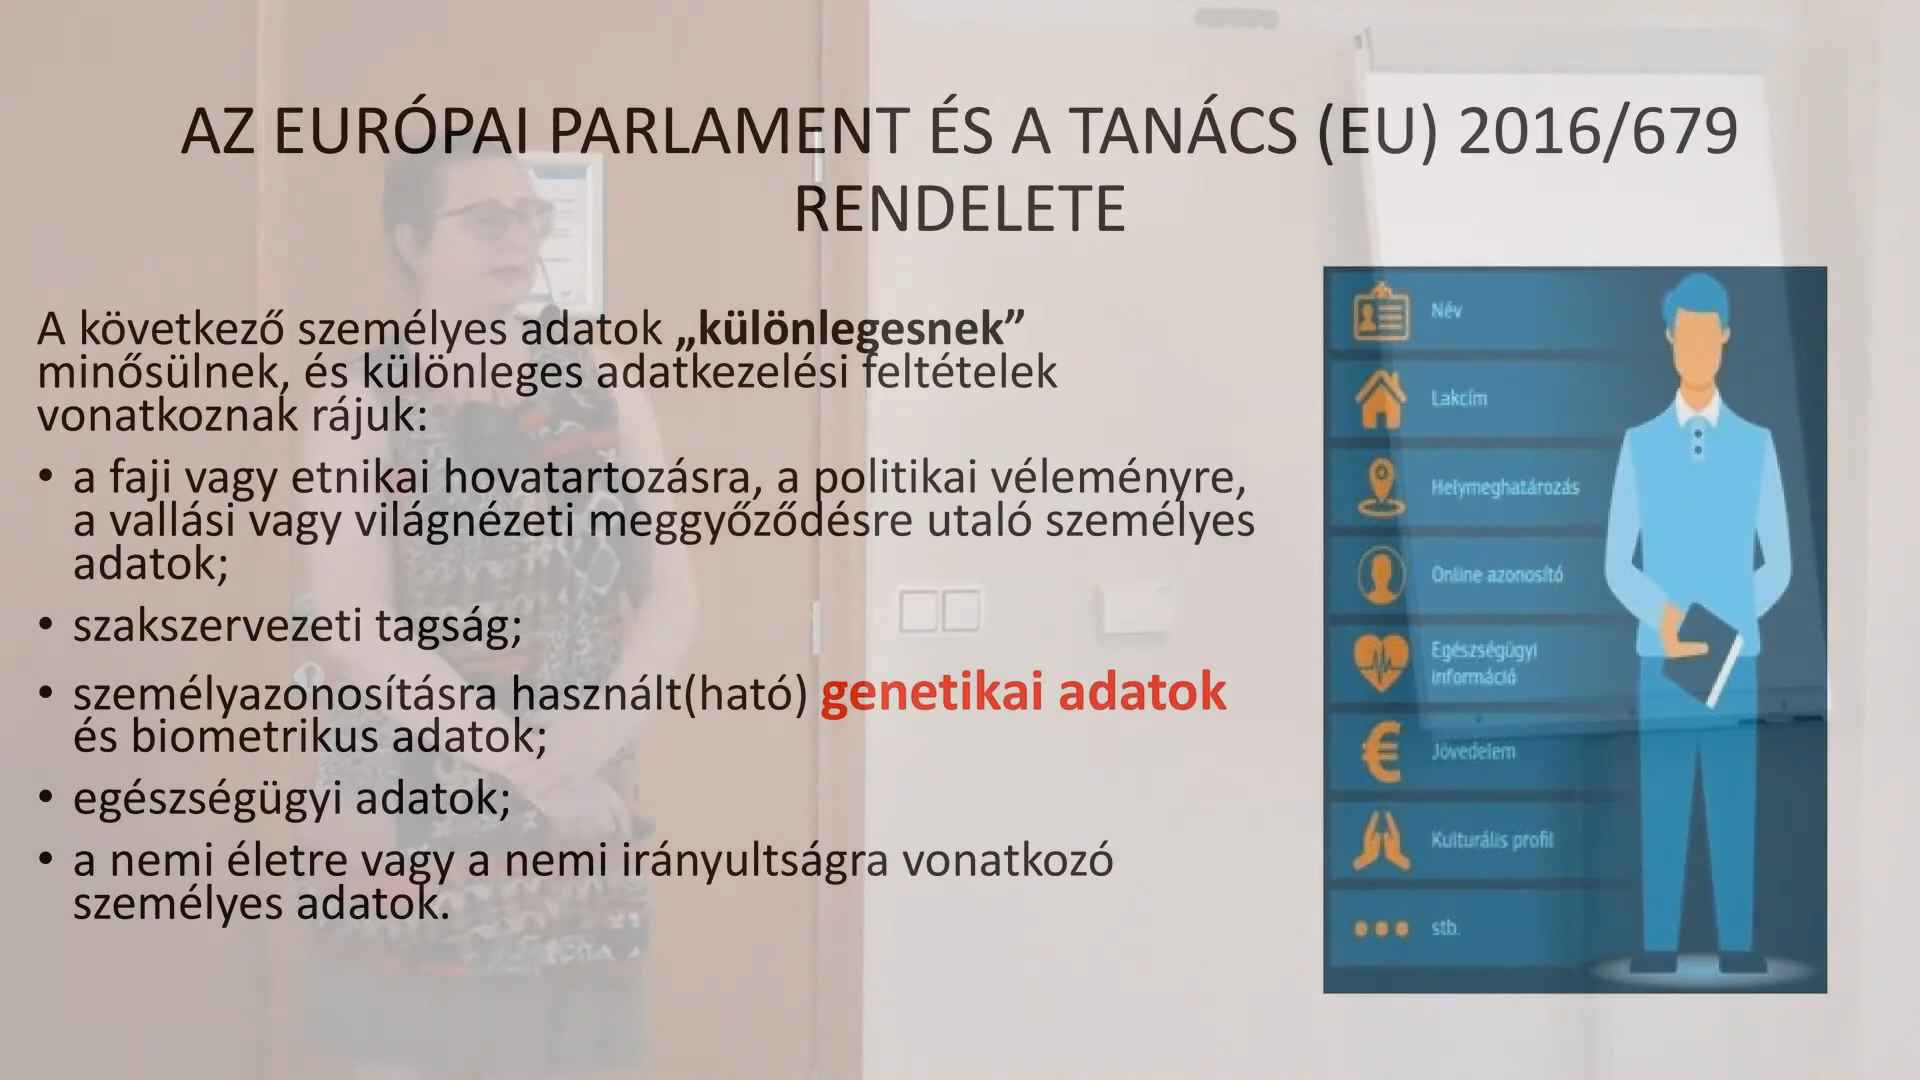 AZ EURÓPAI PARLAMENT ÉS A TANÁCS (EU) 2016/679
RENDELETE
A következő személyes adatok „különlegesnek”
minősülnek, és különleges adatkezelési feltételek
vonatkoznak rájuk:
• a faji vagy etnikai hovatartozásra, a politikai véleményre,
a vallási vagy világnézeti meggyőződésre utaló személyes
adatok;
• szakszervezeti tagság;
• személyazonosításra használt(ható) genetikai adatok
és biometrikus adatok;
• egészségügyi adatok;
• a nemi életre vagy a nemi irányultságra vonatkozó
személyes adatok.
Név
Lakcím
Helymeghatározás
Online azonosító
Egészségügyi
információ
Jövedelem
Kulturális profil
stb.